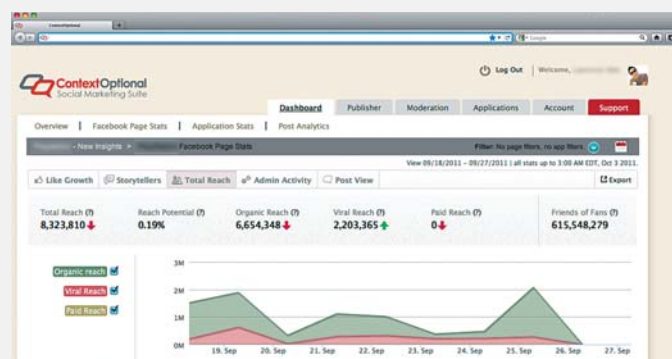 ContextOptional
Google
Log Out | Welcome,
ContextOptional
Social Marketing Suite
Dashboard Publisher Moderation Applications Account Support
Overview | Facebook Page Stats | Application Stats | Post Analytics
- New Insights > Facebook Page Stats Filter: No page filters, no app filters.
View 09/18/2011 - 09/27/2011 | all stats up to 3:00 AM EDT, Oct 3 2011.
Like Growth Storytellers Total Reach Admin Activity Post View Export
Total Reach (?) Reach Potential (?) Organic Reach (?) Viral Reach (?) Paid Reach (?) Friends of Fans (?)
8,323,810 0.19% 6,654,348 2,203,365 0 615,548,279
Organic reach
Viral Reach
Paid Reach
3M
2M
1M
0M
19. Sep 20. Sep 21. Sep 22. Sep 23. Sep 24. Sep 25. Sep 26. Sep 27. Sep